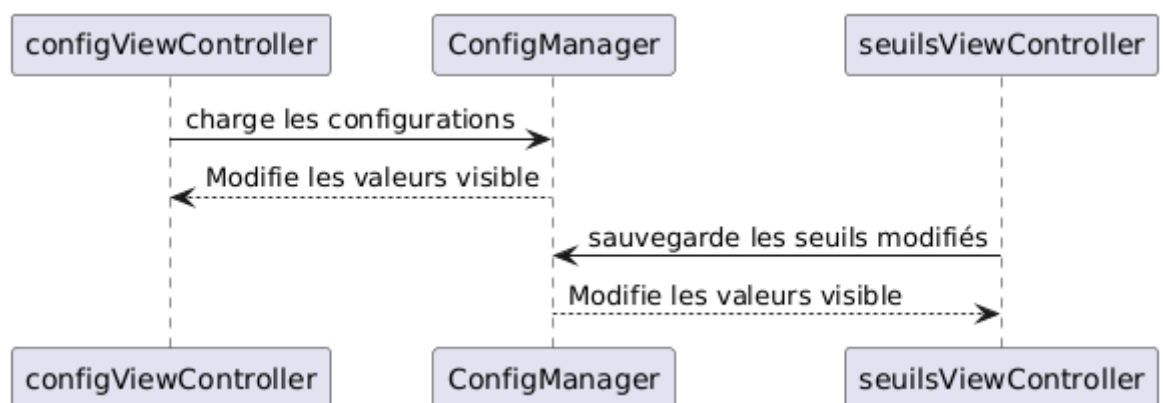 configViewController
ConfigManager
seuilsViewController
charge les configurations
Modifie les valeurs visible
sauvegarde les seuils modifiés
Modifie les valeurs visible
configViewController
ConfigManager
seuilsViewController